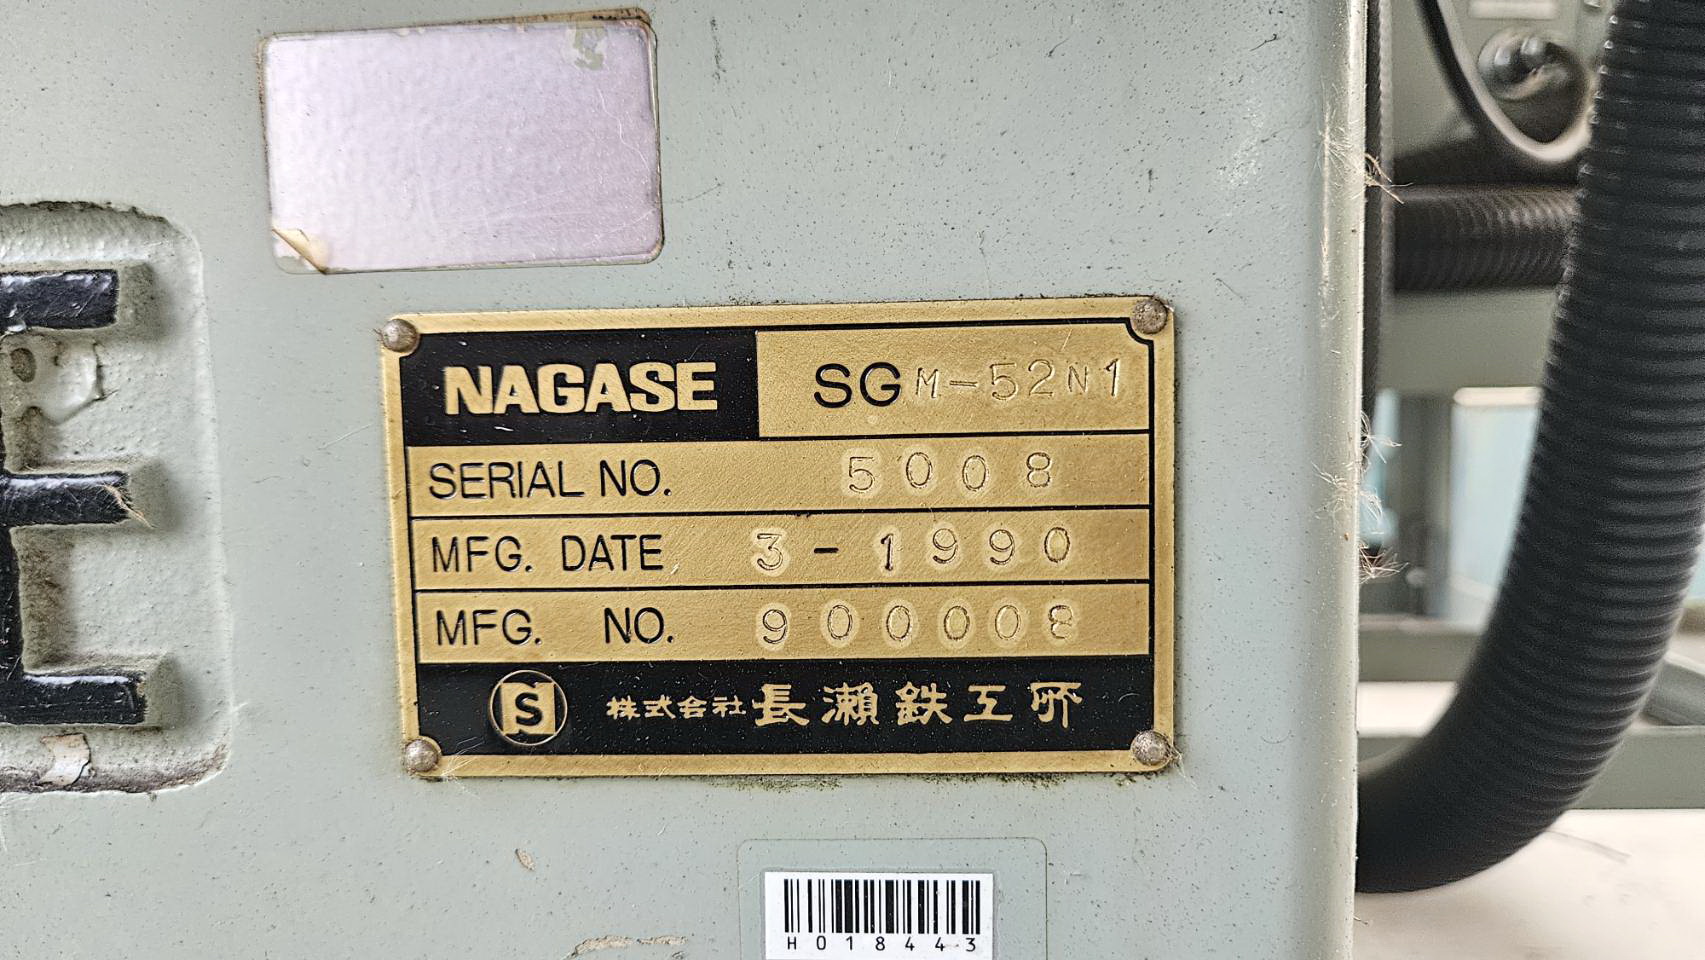 NAGASE SGM-52N1
SERIAL NO. 5008
MFG. DATE 3-1990
MFG. NO. 900008
S 株式会社長瀬鉄工所
H018443
E